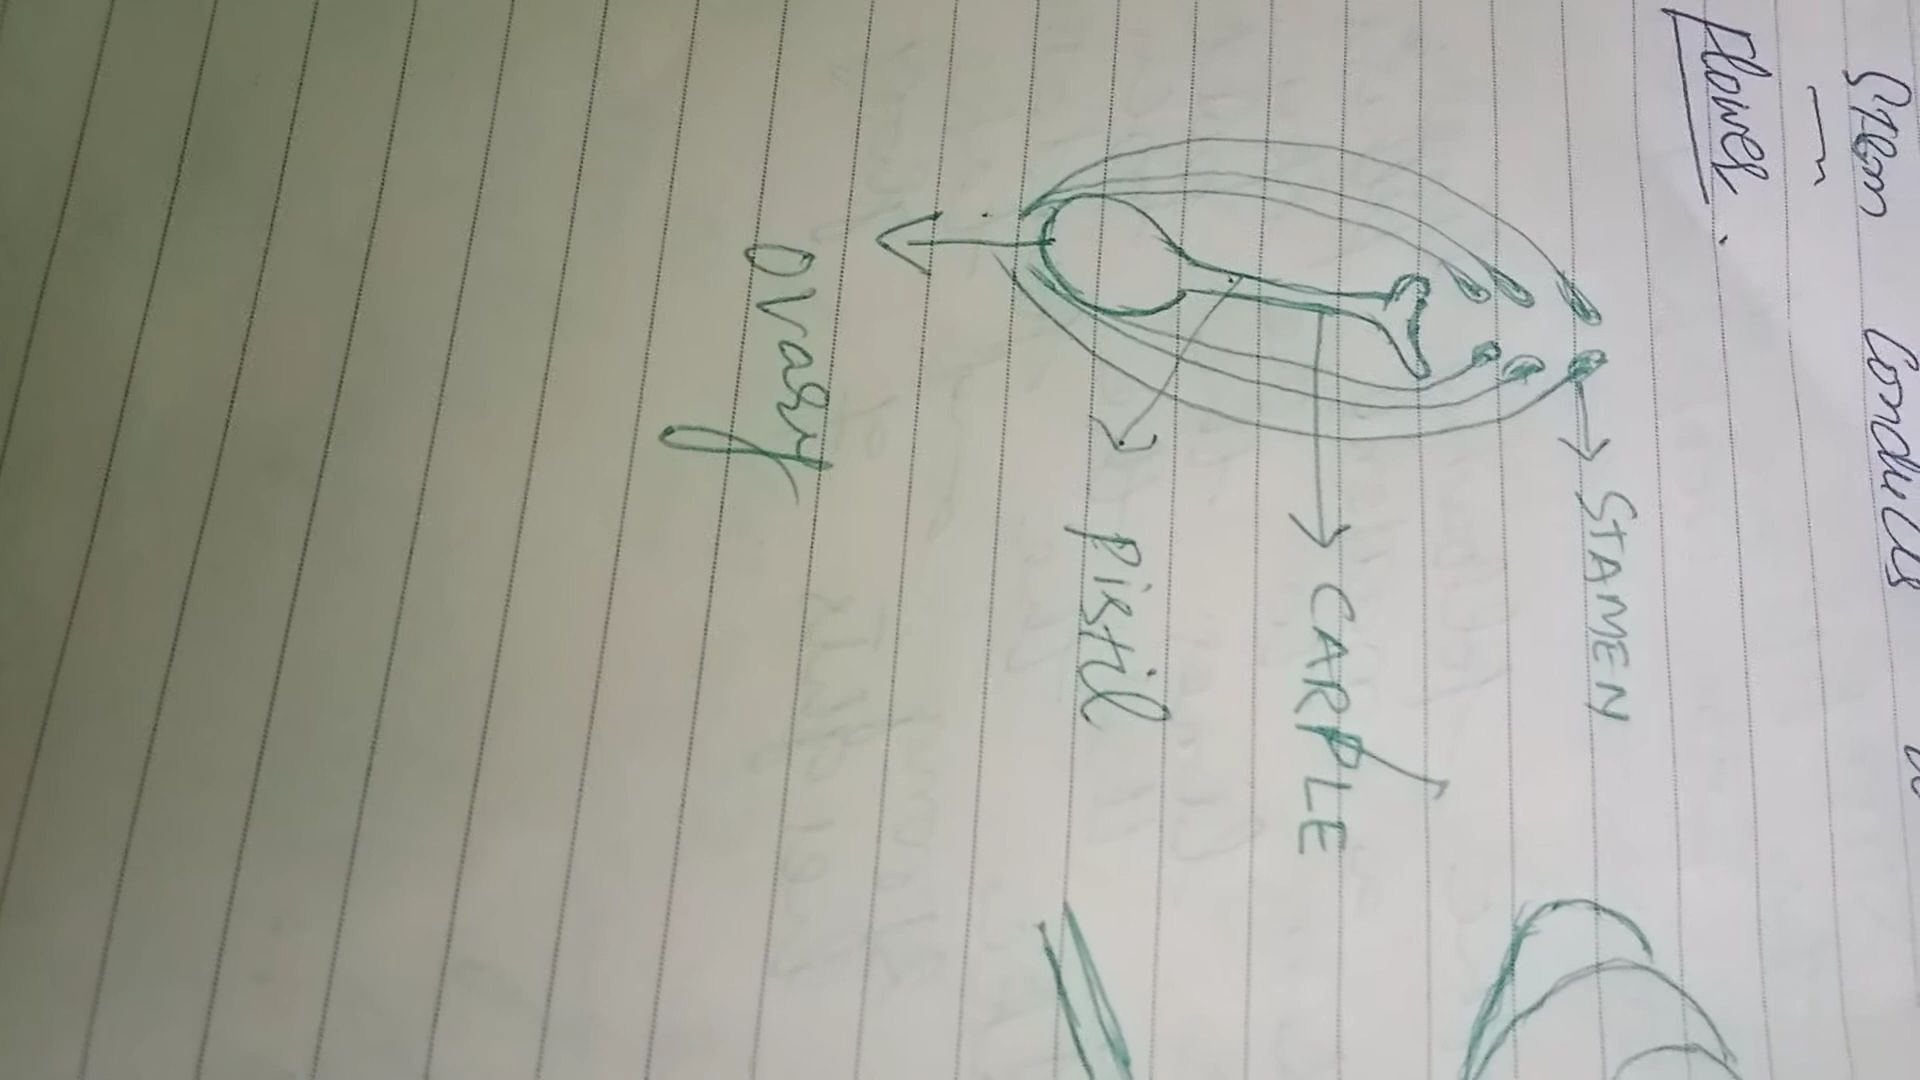 Stem Conducts
Flower.
STAMEN
CARPLE
Pistil
Ovary